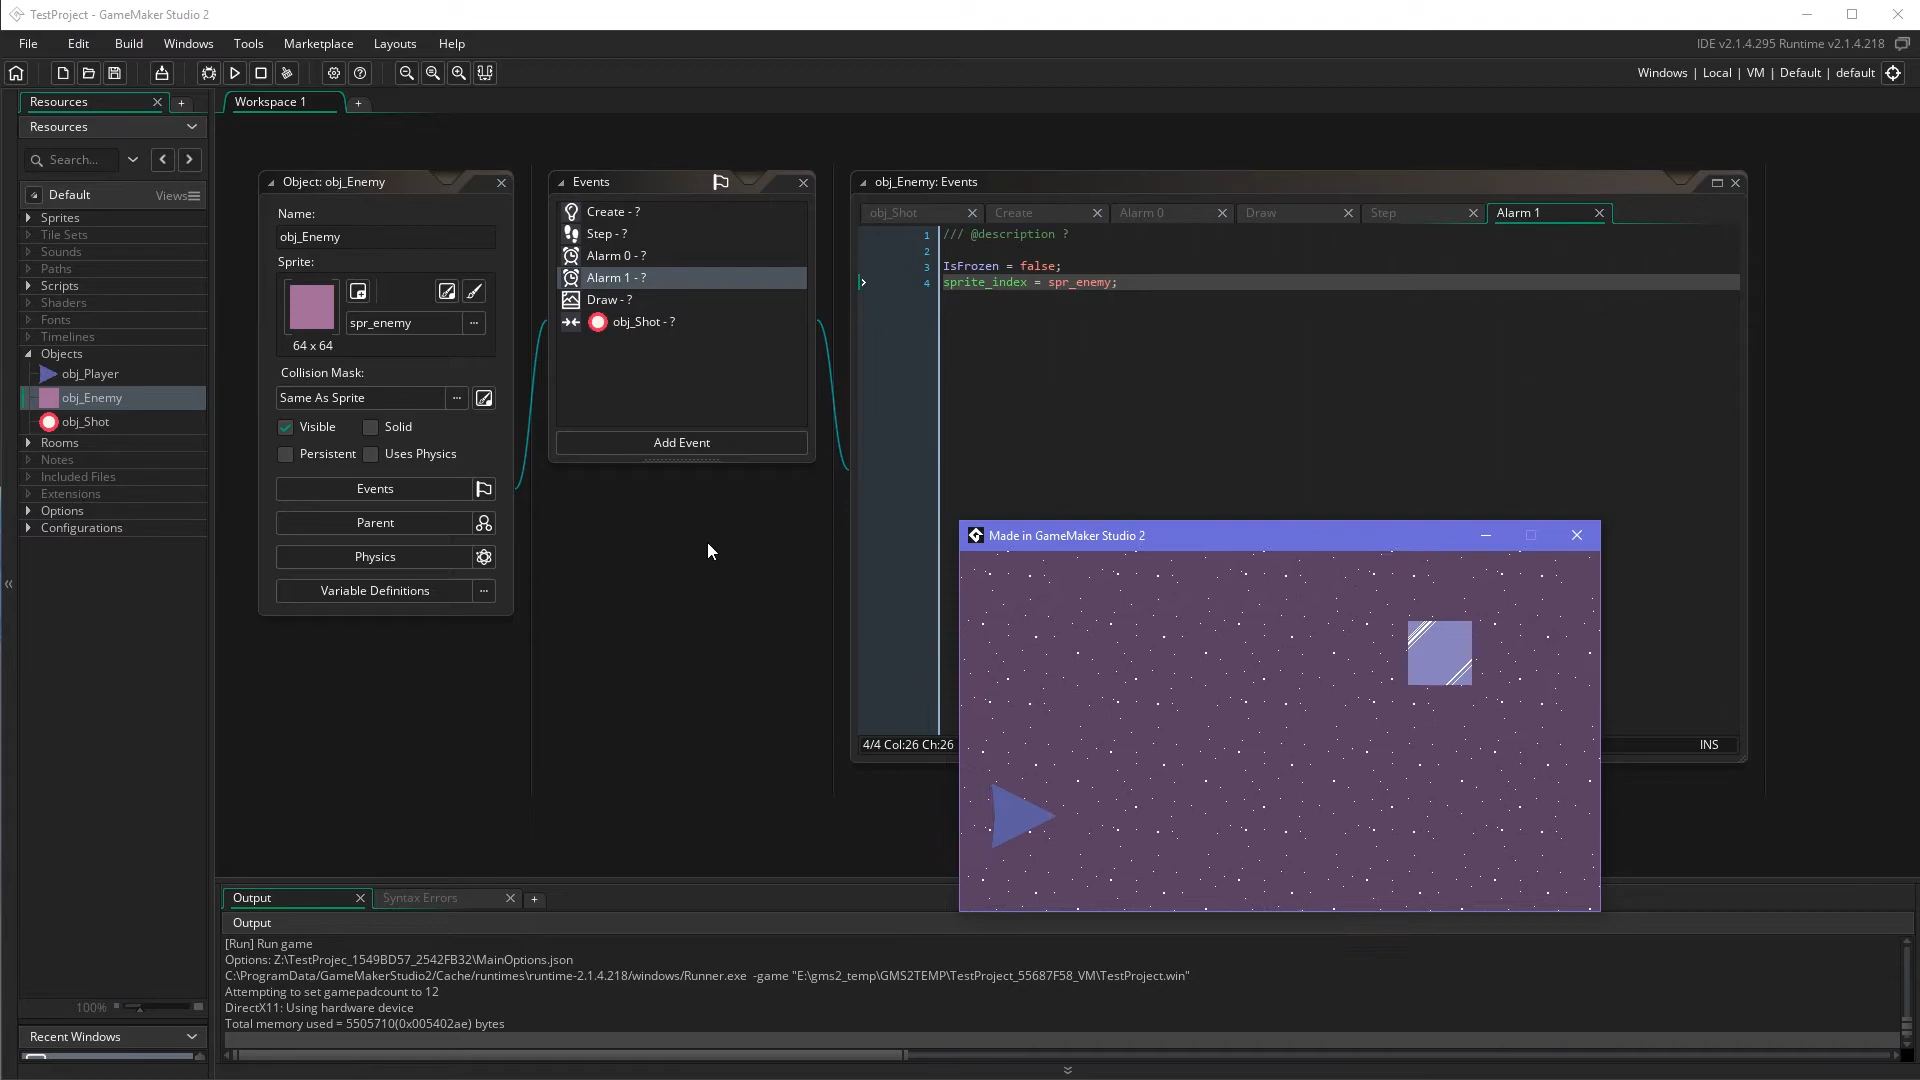 TestProject - GameMaker Studio 2
File Edit Build Windows Tools Marketplace Layouts Help
IDE v2.1.4.295 Runtime v2.1.4.218
Windows | Local | VM | Default | default
Resources
Workspace 1
Resources
Search...
Default
Views
Sprites
Tile Sets
Sounds
Paths
Scripts
Shaders
Fonts
Timelines
Objects
obj_Player
obj_Enemy
obj_Shot
Rooms
Notes
Included Files
Extensions
Options
Configurations
100%
Recent Windows
Object: obj_Enemy
Name:
obj_Enemy
Sprite:
spr_enemy
64 x 64
Collision Mask:
Same As Sprite
Visible
Solid
Persistent
Uses Physics
Events
Parent
Physics
Variable Definitions
Events
Create - ?
Step - ?
Alarm 0 - ?
Alarm 1 - ?
Draw - ?
obj_Shot - ?
Add Event
obj_Enemy: Events
obj_Shot
Create
Alarm 0
Draw
Step
Alarm 1
1 /// @description ?
2
3 IsFrozen = false;
4 sprite_index = spr_enemy;
4/4 Col:26 Ch:26
INS
Made in GameMaker Studio 2
Output
Syntax Errors
Output
[Run] Run game
Options: Z:\TestProjec_1549BD57_2542FB32\MainOptions.json
C:\ProgramData/GameMakerStudio2/Cache/runtimes\runtime-2.1.4.218/windows/Runner.exe -game "E:\gms2_temp\GMS2TEMP\TestProject_55687F58_VM\TestProject.win"
Attempting to set gamepadcount to 12
DirectX11: Using hardware device
Total memory used = 5505710(0x005402ae) bytes